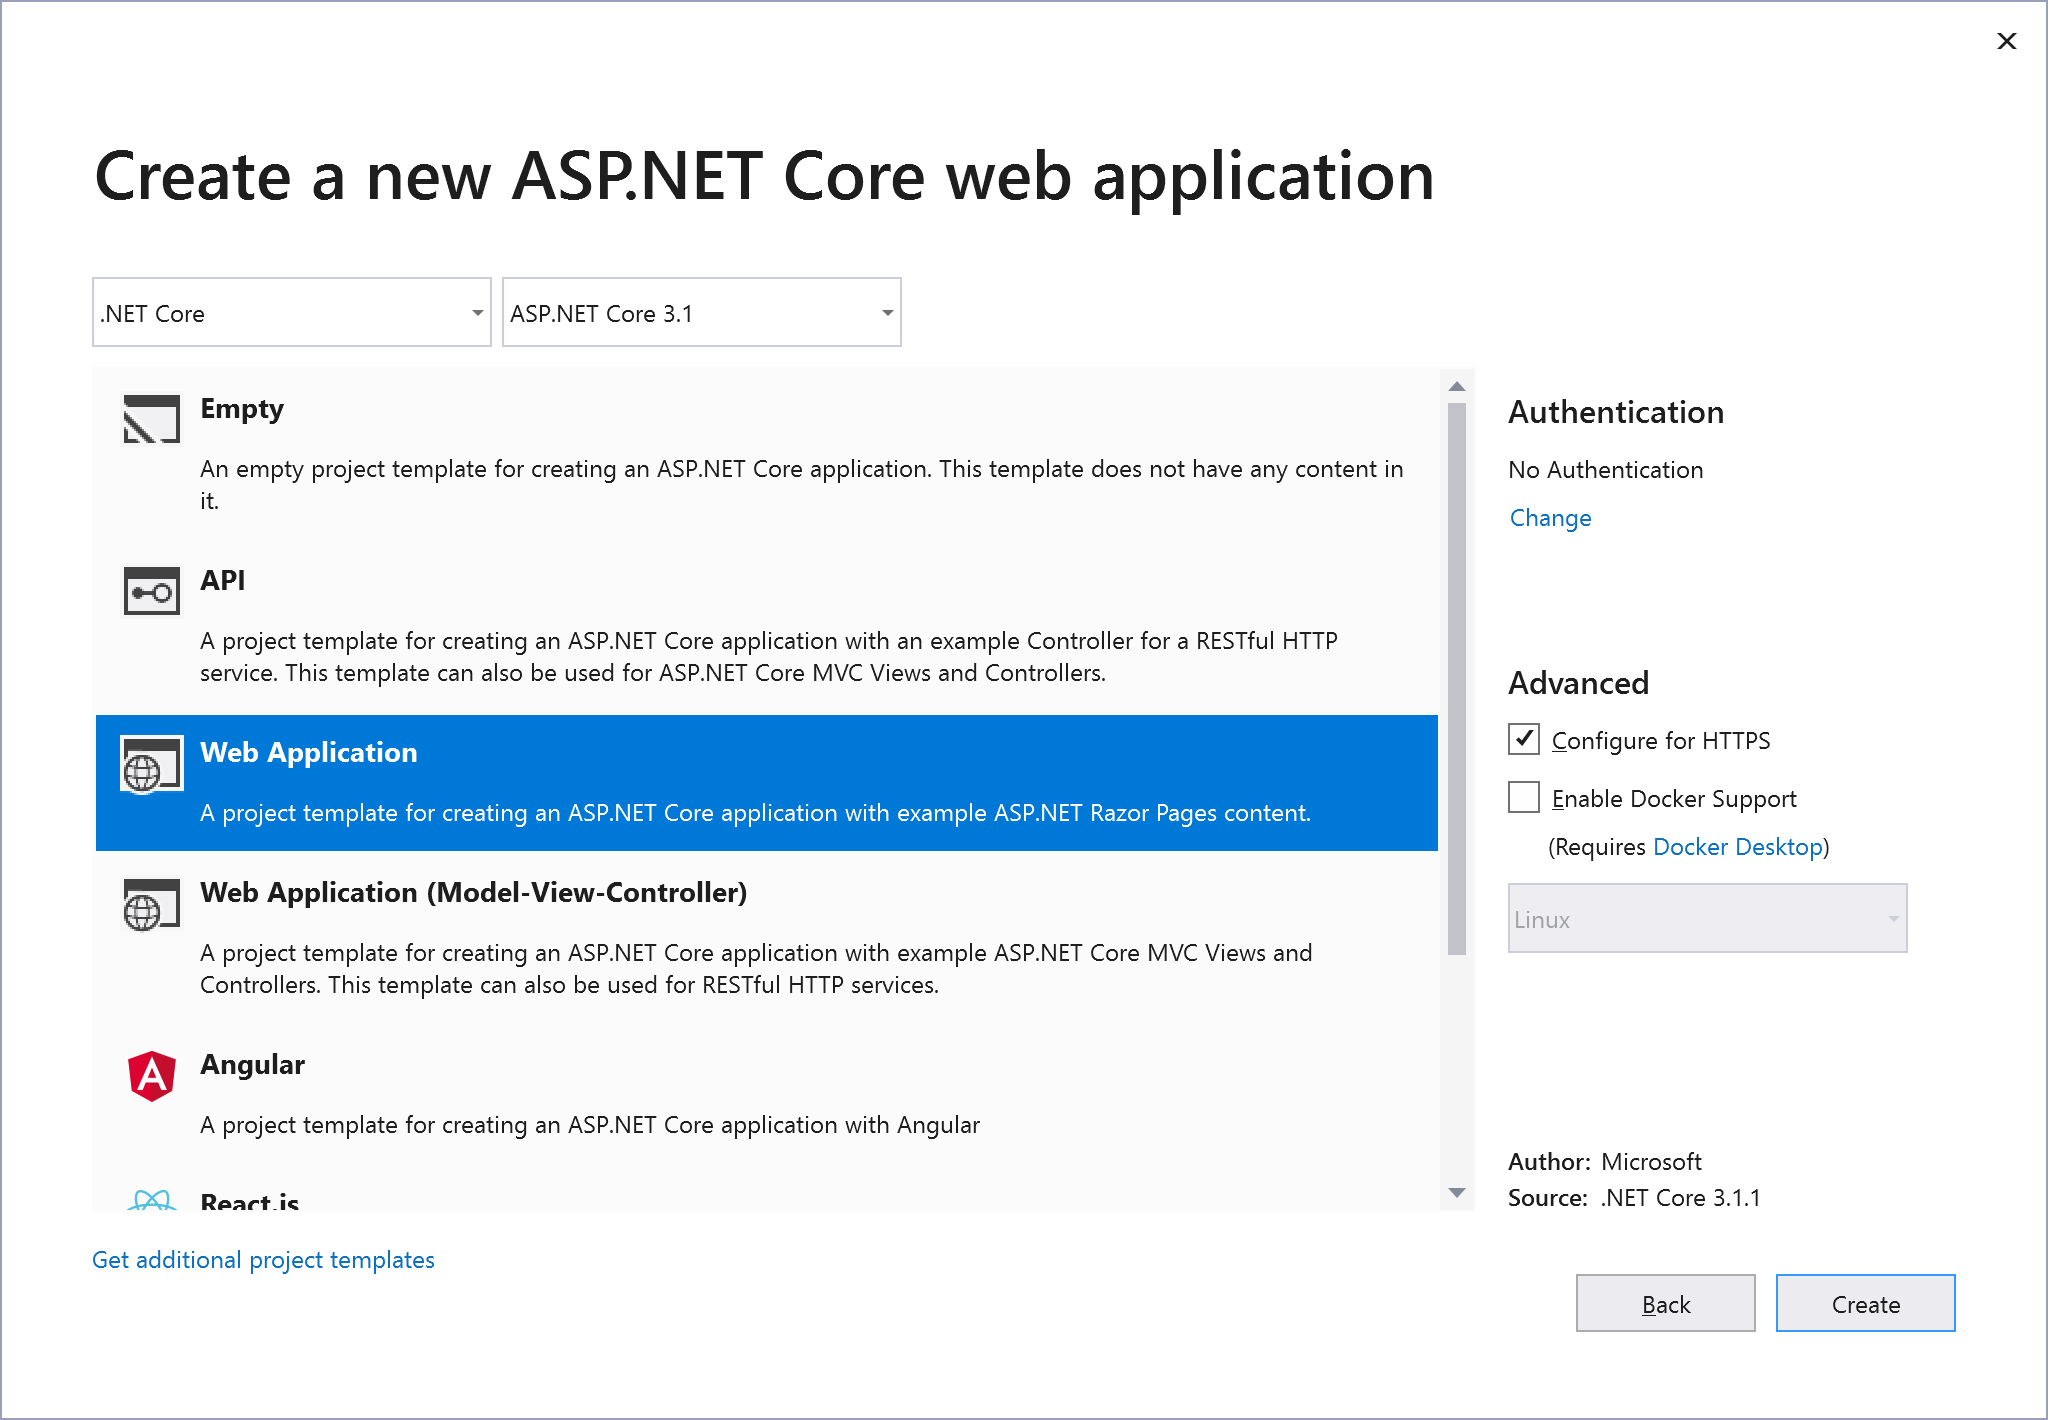 Create a new ASP.NET Core web application
.NET Core
ASP.NET Core 3.1
Empty
An empty project template for creating an ASP.NET Core application. This template does not have any content in
it.
API
A project template for creating an ASP.NET Core application with an example Controller for a RESTful HTTP
service. This template can also be used for ASP.NET Core MVC Views and Controllers.
Web Application
A project template for creating an ASP.NET Core application with example ASP.NET Razor Pages content.
Web Application (Model-View-Controller)
A project template for creating an ASP.NET Core application with example ASP.NET Core MVC Views and
Controllers. This template can also be used for RESTful HTTP services.
Angular
A project template for creating an ASP.NET Core application with Angular
React.js
Get additional project templates
Authentication
No Authentication
Change
Advanced
Configure for HTTPS
Enable Docker Support
(Requires Docker Desktop)
Linux
Author: Microsoft
Source: .NET Core 3.1.1
Back
Create